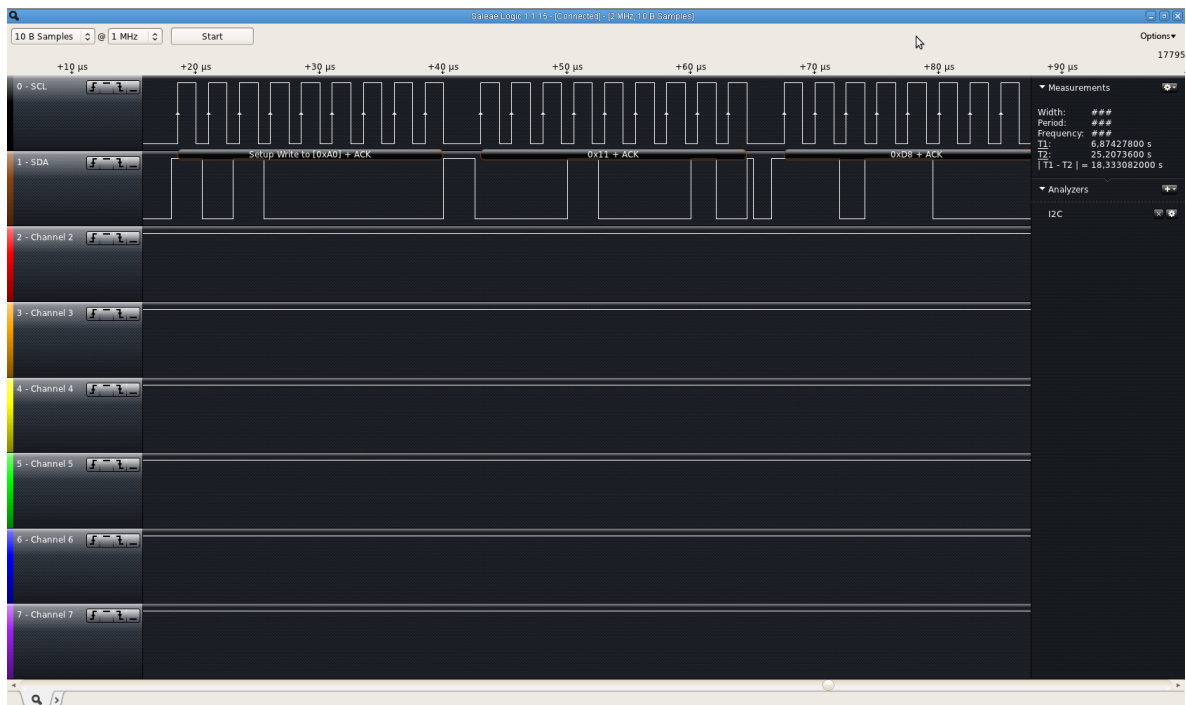 Saleae Logic 1.1.15 - [Connected] - [2 MHz, 10 B Samples]
10 B Samples @ 1 MHz Start Options▾
17795
+10 µs +20 µs +30 µs +40 µs +50 µs +60 µs +70 µs +80 µs +90 µs
0 - SCL
1 - SDA
Setup Write to [0xA0] + ACK 0x11 + ACK 0xD8 + ACK
2 - Channel 2
3 - Channel 3
4 - Channel 4
5 - Channel 5
6 - Channel 6
7 - Channel 7
Measurements
Width: ###
Period: ###
Frequency: ###
T1: 6,87427800 s
T2: 25,2073600 s
| T1 - T2 | = 18,333082000 s
Analyzers
I2C